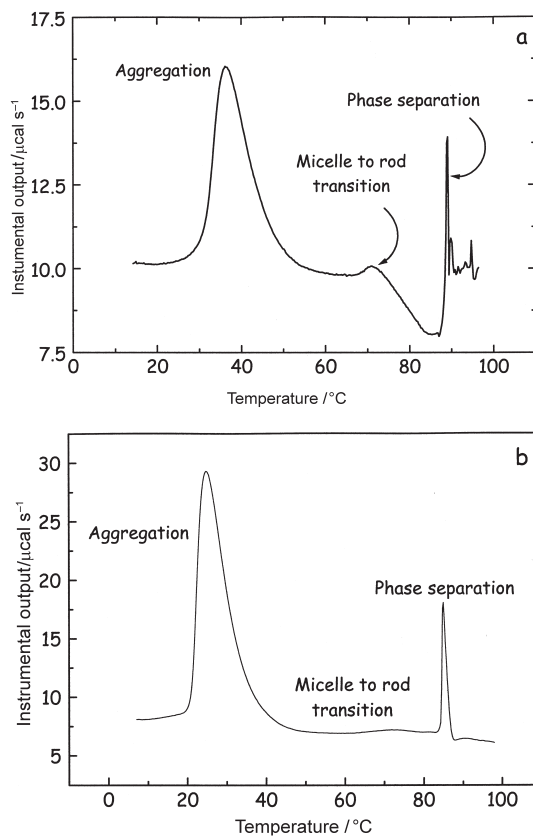 17.5
a
Aggregation
15.0
Phase separation
Instumental output/μcal s⁻¹
12.5
Micelle to rod
transition
10.0
7.5
0 20 40 60 80 100
Temperature /°C
b
30
Aggregation
25
20
Phase separation
Instrumental output/μcal s⁻¹
15
Micelle to rod
transition
10
5
0 20 40 60 80 100
Temperature /°C